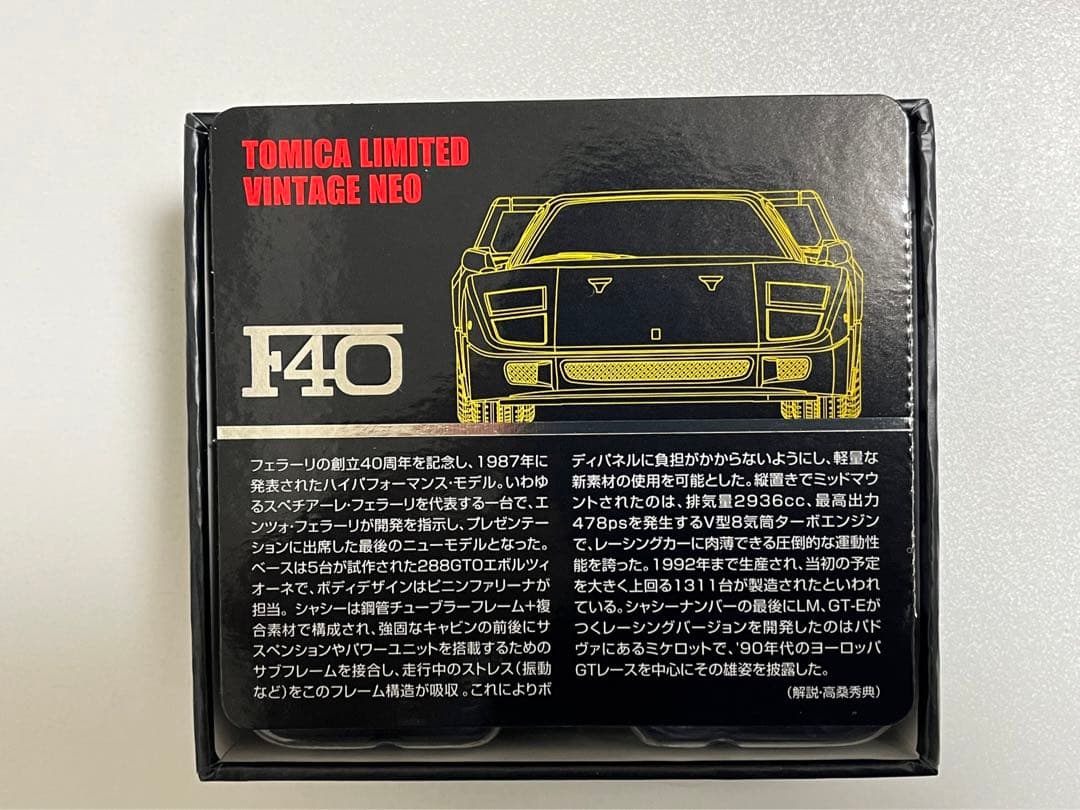 TOMICA LIMITED
VINTAGE NEO
F40
フェラーリの創立40周年を記念し、1987年に
発表されたハイパフォーマンス・モデル。いわゆ
るスペチアーレ・フェラーリを代表する一台で、エ
ンツォ・フェラーリが開発を指示し、プレゼンテー
ションに出席した最後のニューモデルとなった。
ベースは5台が試作された288GTOエボルツィ
オーネで、ボディデザインはピニンファリーナが
担当。シャシーは鋼管チューブラーフレーム+複
合素材で構成され、強固なキャビンの前後にサ
スペンションやパワーユニットを搭載するための
サブフレームを接合し、走行中のストレス(振動
など)をこのフレーム構造が吸収。これによりボ
ディパネルに負担がかからないようにし、軽量な
新素材の使用を可能とした。縦置きでミッドマウ
ントされたのは、排気量2936cc、最高出力
478psを発生するV型8気筒ターボエンジン
で、レーシングカーに肉薄できる圧倒的な運動性
能を誇った。1992年まで生産され、当初の予定
を大きく上回る1311台が製造されたといわれ
ている。シャシーナンバーの最後にLM、GT-Eが
つくレーシングバージョンを開発したのはパド
ヴァにあるミケロットで、'90年代のヨーロッパ
GTレースを中心にその雄姿を披露した。
(解説・高桑秀典)